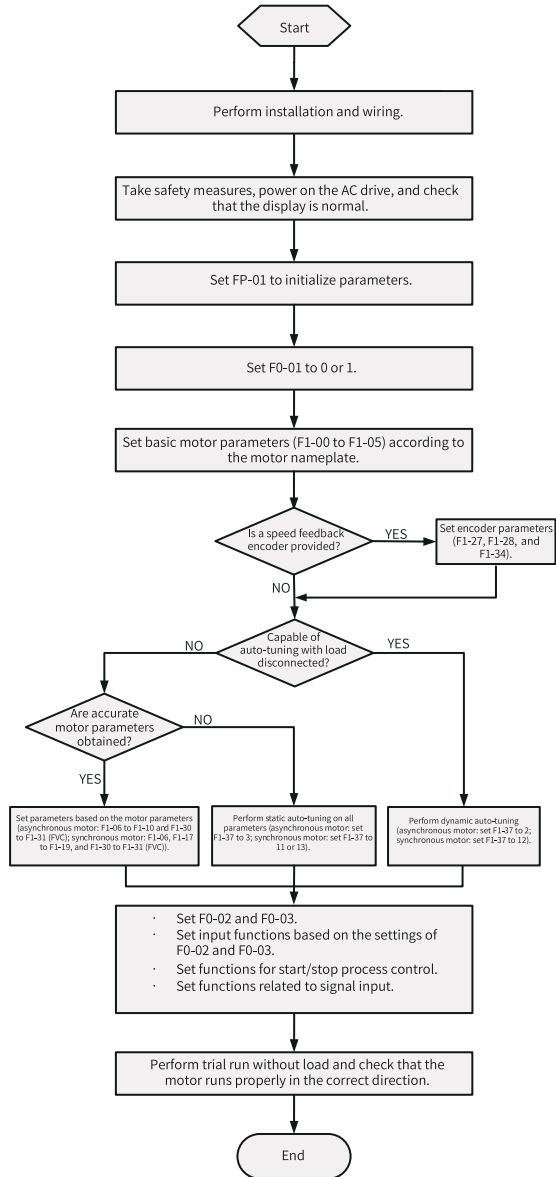 Start
Perform installation and wiring.
Take safety measures, power on the AC drive, and check
that the display is normal.
Set FP-01 to initialize parameters.
Set F0-01 to 0 or 1.
Set basic motor parameters (F1-00 to F1-05) according to
the motor nameplate.
Is a speed feedback
encoder provided?
YES
Set encoder parameters
(F1-27, F1-28, and
F1-34).
NO
Capable of
auto-tuning with load
disconnected?
NO
YES
Are accurate
motor parameters
obtained?
NO
YES
Set parameters based on the motor parameters
(asynchronous motor: F1-06 to F1-10 and F1-30
to F1-31 (FVC); synchronous motor: F1-06, F1-17
to F1-19, and F1-30 to F1-31 (FVC)).
Perform static auto-tuning on all
parameters (asynchronous motor: set
F1-37 to 3; synchronous motor: set F1-37 to
11 or 13).
Perform dynamic auto-tuning
(asynchronous motor: set F1-37 to 2;
synchronous motor: set F1-37 to 12).
· Set F0-02 and F0-03.
· Set input functions based on the settings of
F0-02 and F0-03.
· Set functions for start/stop process control.
· Set functions related to signal input.
Perform trial run without load and check that the
motor runs properly in the correct direction.
End